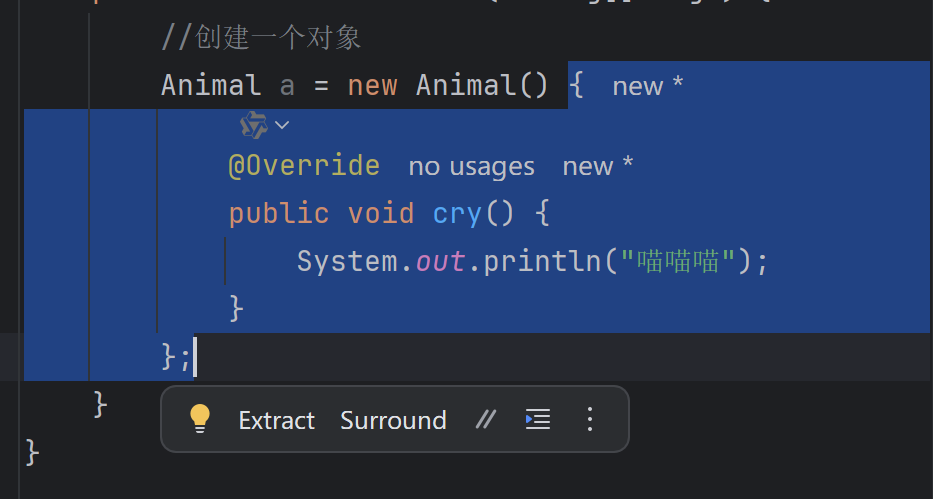 //创建一个对象
Animal a = new Animal() { new *
@Override no usages new *
public void cry() {
System.out.println("喵喵喵");
}
};
}
Extract Surround //
}